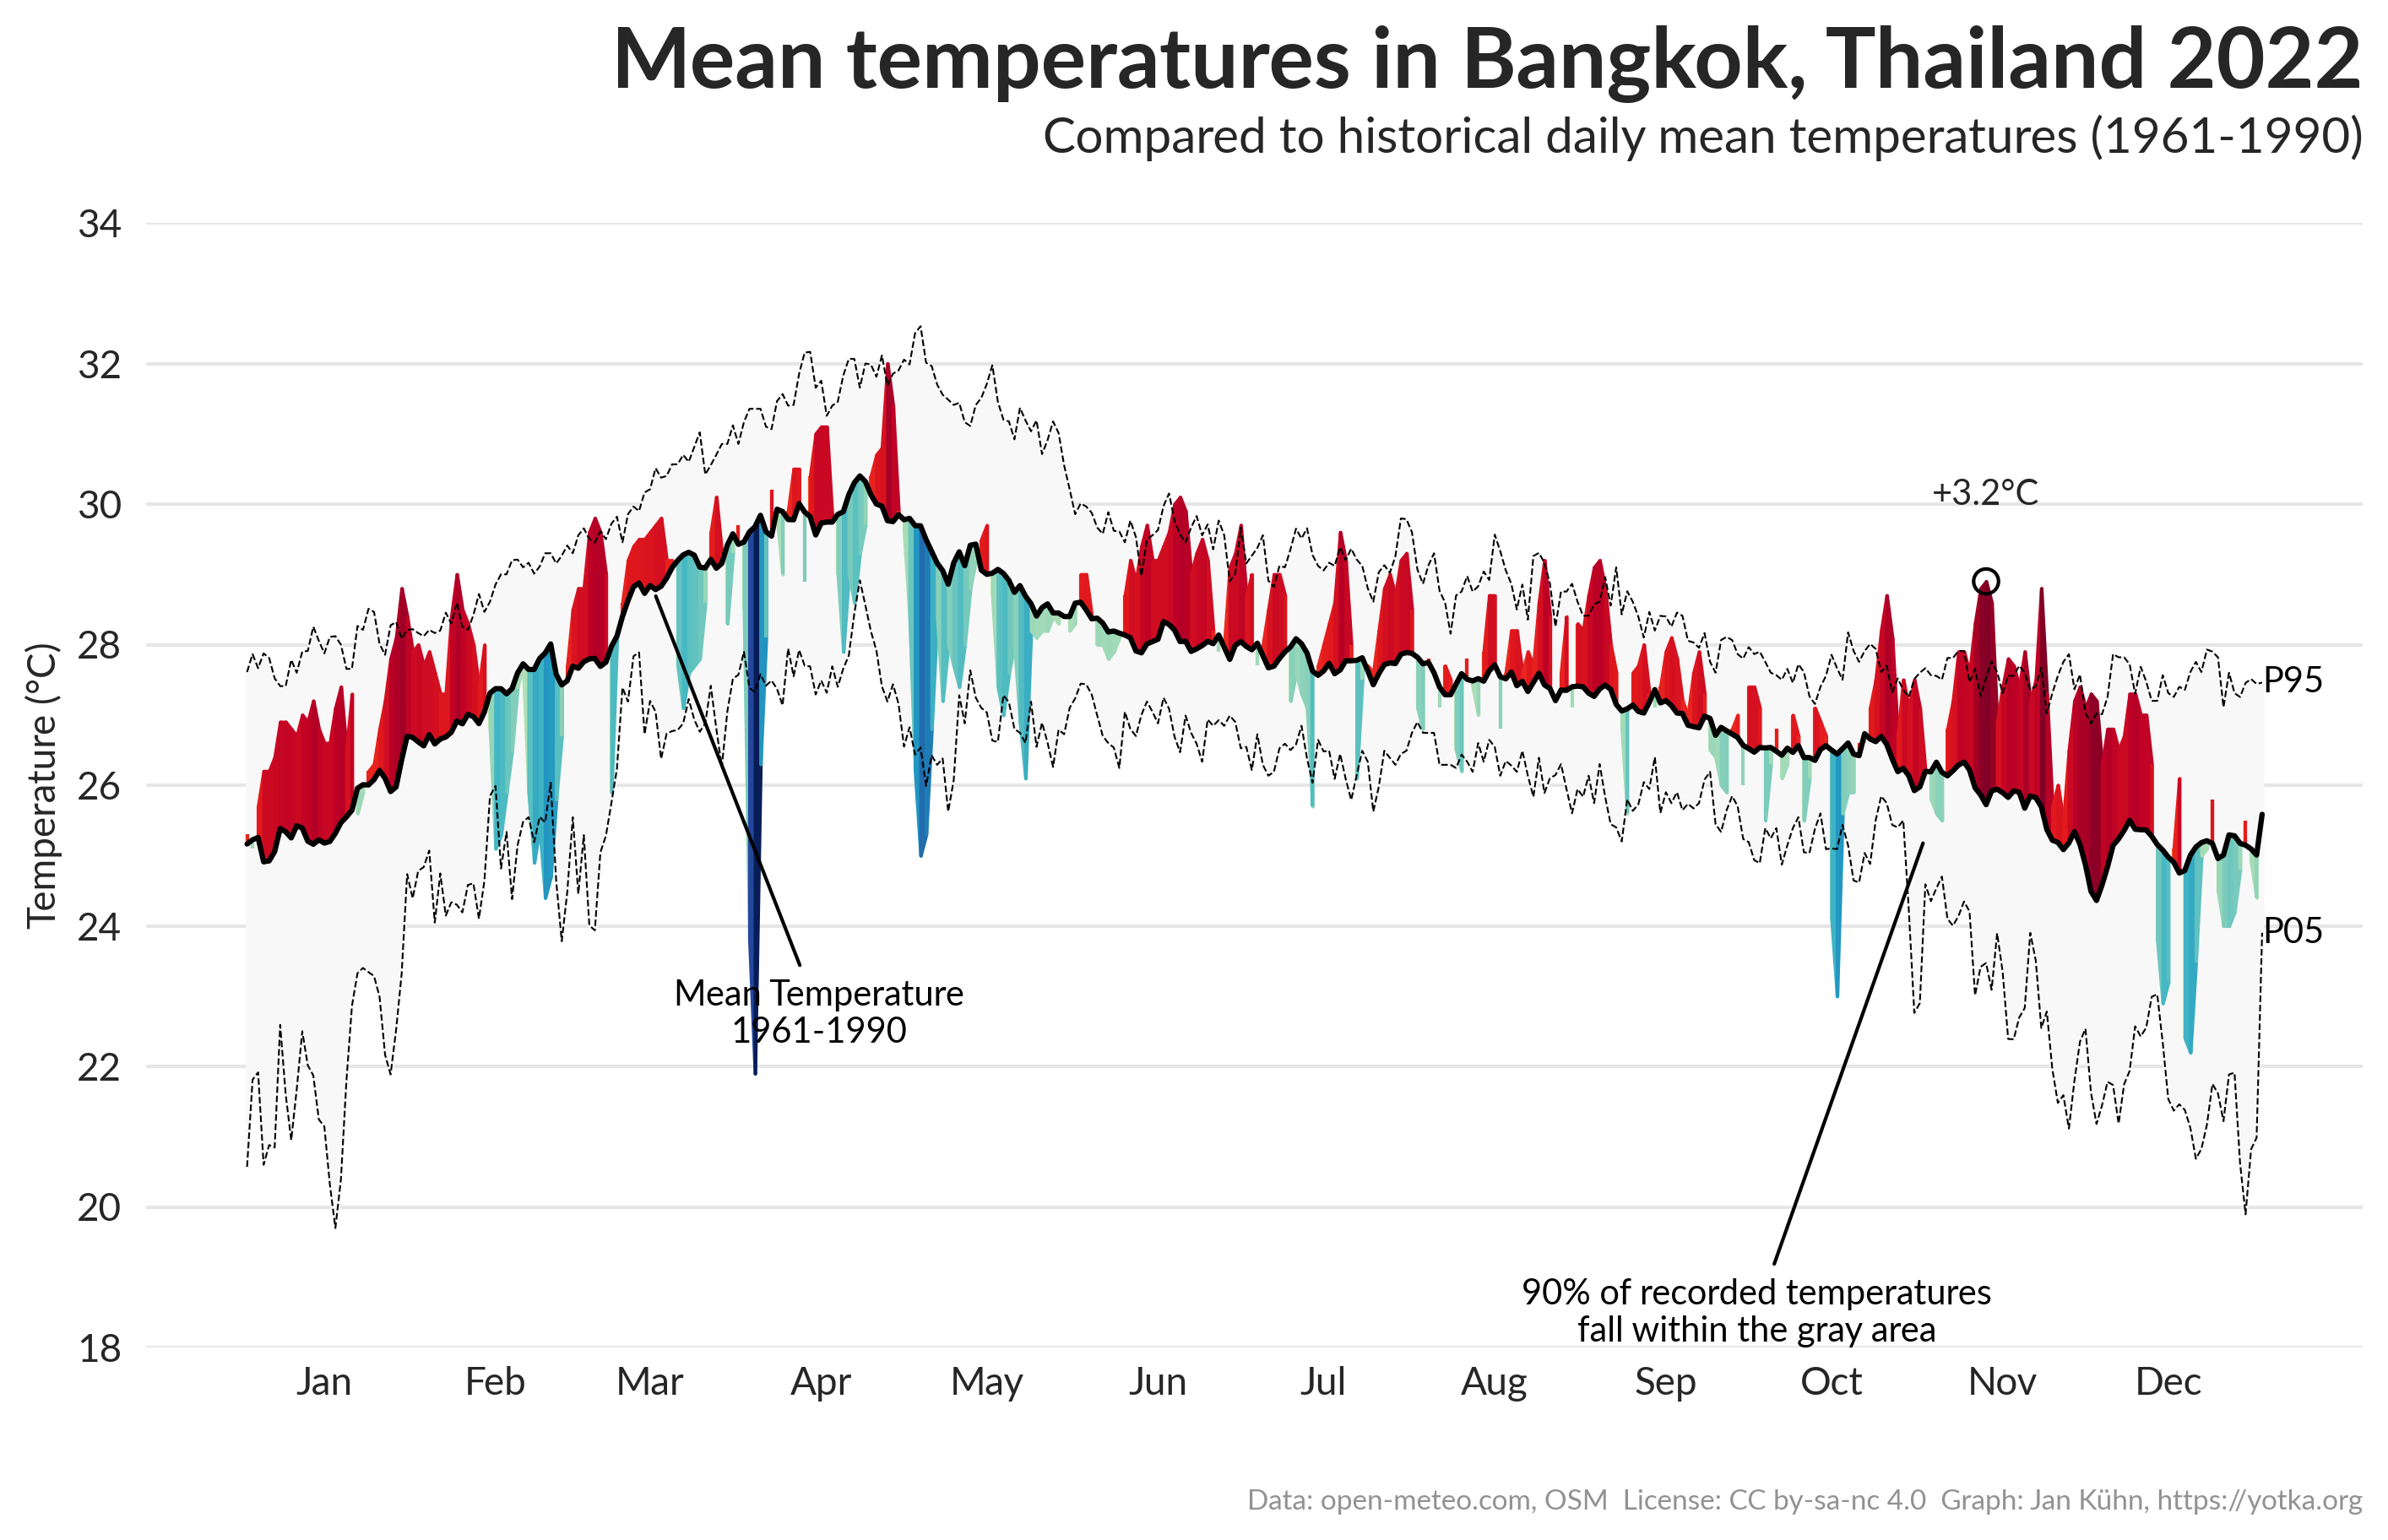 Mean temperatures in Bangkok, Thailand 2022
Compared to historical daily mean temperatures (1961-1990)
34
32
30
28
26
24
22
20
18
Temperature (°C)
+3.2°C
P95
P05
Mean Temperature
1961-1990
90% of recorded temperatures
fall within the gray area
Jan Feb Mar Apr May Jun Jul Aug Sep Oct Nov Dec
Data: open-meteo.com, OSM  License: CC by-sa-nc 4.0  Graph: Jan Kühn, https://yotka.org